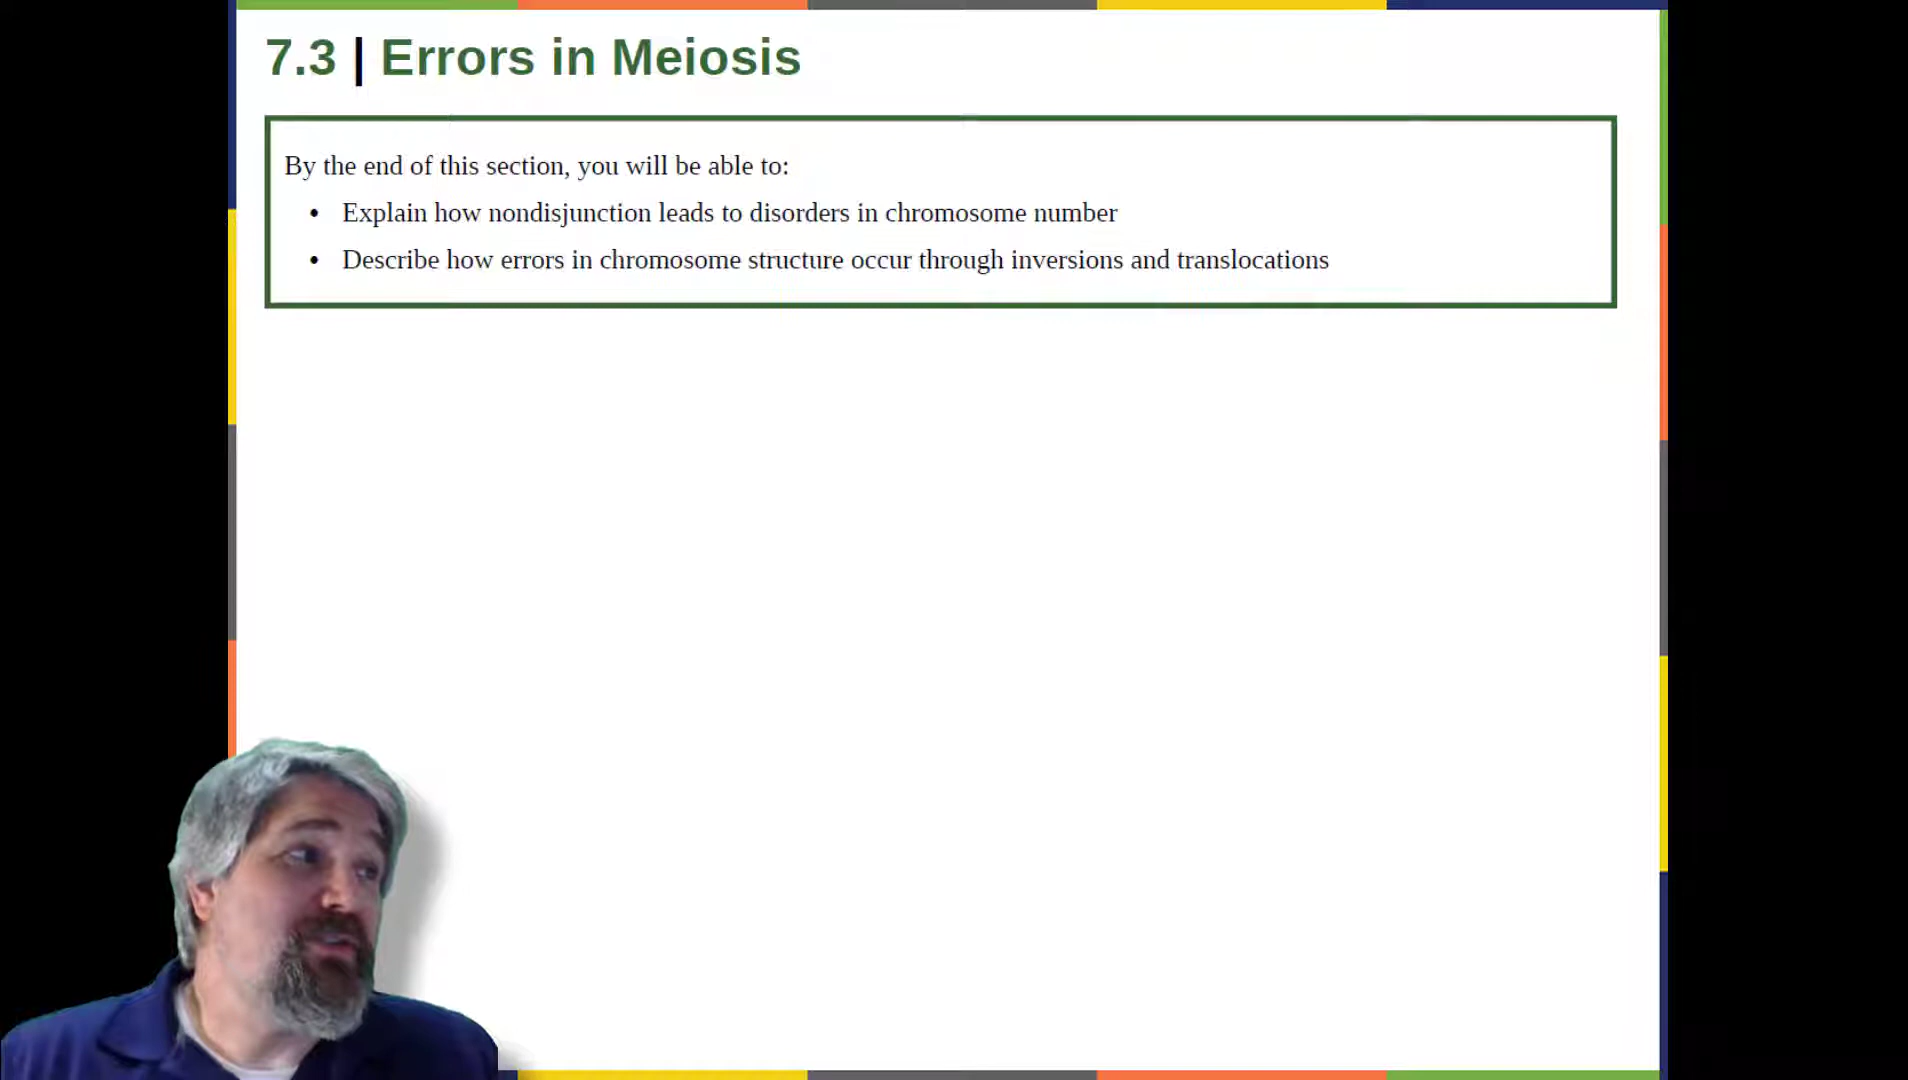 7.3 | Errors in Meiosis
By the end of this section, you will be able to:
• Explain how nondisjunction leads to disorders in chromosome number
• Describe how errors in chromosome structure occur through inversions and translocations